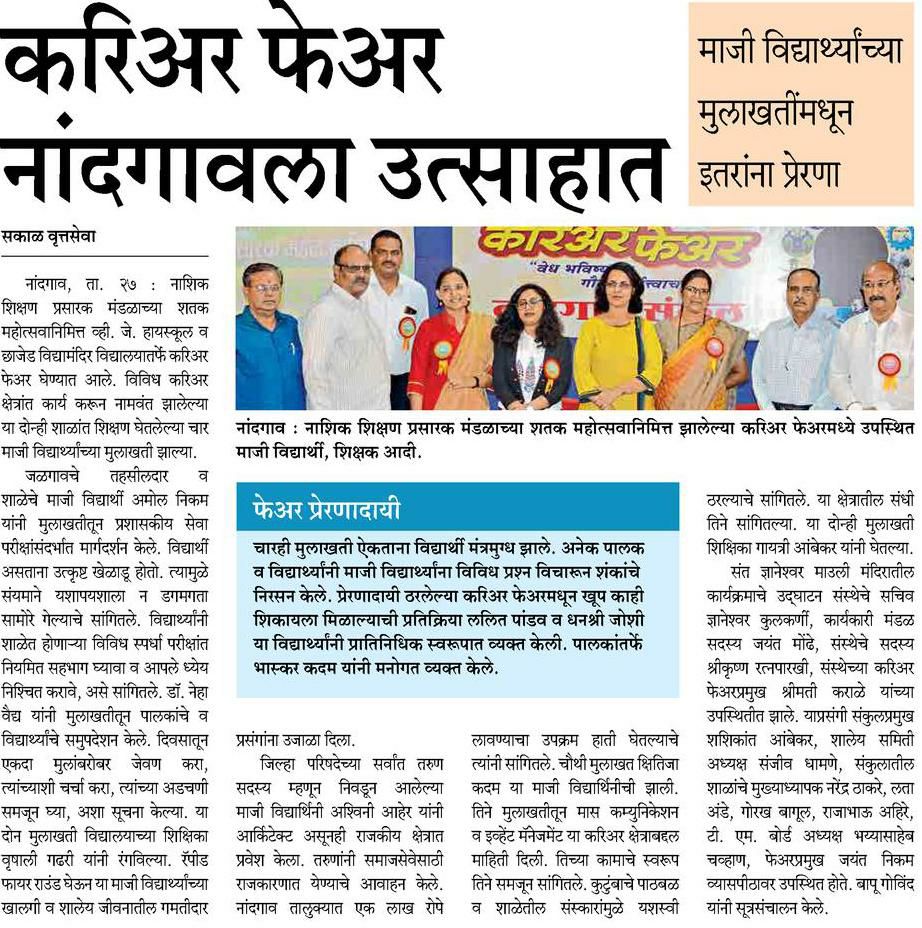 करिअर फेअर
नांदगावला उत्साहात
माजी विद्यार्थ्यांच्या
मुलाखतींमधून
इतरांना प्रेरणा
सकाळ वृत्तसेवा
नांदगाव, ता. २७ : नाशिक
शिक्षण प्रसारक मंडळाच्या शतक
महोत्सवानिमित्त व्ही. जे. हायस्कूल व
छाजेड विद्यामंदिर विद्यालयातर्फे करिअर
फेअर घेण्यात आले. विविध करिअर
क्षेत्रांत कार्य करून नामवंत झालेल्या
या दोन्ही शाळांत शिक्षण घेतलेल्या चार
माजी विद्यार्थ्यांच्या मुलाखती झाल्या.
जळगावचे तहसीलदार व
शाळेचे माजी विद्यार्थी अमोल निकम
यांनी मुलाखतीतून प्रशासकीय सेवा
परीक्षांसंदर्भात मार्गदर्शन केले. विद्यार्थी
असताना उत्कृष्ट खेळाडू होतो. त्यामुळे
संयमाने यशापयशाला न डगमगता
सामोरे गेल्याचे सांगितले. विद्यार्थ्यांनी
शाळेत होणाऱ्या विविध स्पर्धा परीक्षांत
नियमित सहभाग घ्यावा व आपले ध्येय
निश्चित करावे, असे सांगितले. डॉ. नेहा
वैद्य यांनी मुलाखतीतून पालकांचे व
विद्यार्थ्यांचे समुपदेशन केले. दिवसातून
एकदा मुलांबरोबर जेवण करा,
त्यांच्याशी चर्चा करा, त्यांच्या अडचणी
समजून घ्या, अशा सूचना केल्या. या
दोन मुलाखती विद्यालयाच्या शिक्षिका
वृषाली गढरी यांनी रंगविल्या. रॅपीड
फायर राउंड घेऊन या माजी विद्यार्थ्यांच्या
खालगी व शालेय जीवनातील गमतीदार
करिअर फेअर
"वेध भविष्य
नांदगाव : नाशिक शिक्षण प्रसारक मंडळाच्या शतक महोत्सवानिमित्त झालेल्या करिअर फेअरमध्ये उपस्थित
माजी विद्यार्थी, शिक्षक आदी.
फेअर प्रेरणादायी
चारही मुलाखती ऐकताना विद्यार्थी मंत्रमुग्ध झाले. अनेक पालक
व विद्यार्थ्यांनी माजी विद्यार्थ्यांना विविध प्रश्न विचारून शंकांचे
निरसन केले. प्रेरणादायी ठरलेल्या करिअर फेअरमधून खूप काही
शिकायला मिळाल्याची प्रतिक्रिया ललित पांडव व धनश्री जोशी
या विद्यार्थ्यांनी प्रातिनिधिक स्वरूपात व्यक्त केली. पालकांतर्फे
भास्कर कदम यांनी मनोगत व्यक्त केले.
प्रसंगांना उजाळा दिला.
जिल्हा परिषदेच्या सर्वांत तरुण
सदस्य म्हणून निवडून आलेल्या
माजी विद्यार्थिनी अश्विनी आहेर यांनी
आर्किटेक्ट असूनही राजकीय क्षेत्रात
प्रवेश केला. तरुणांनी समाजसेवेसाठी
राजकारणात येण्याचे आवाहन केले.
नांदगाव तालुक्यात एक लाख रोपे
लावण्याचा उपक्रम हाती घेतल्याचे
त्यांनी सांगितले. चौथी मुलाखत क्षितिजा
कदम या माजी विद्यार्थिनीची झाली.
तिने मुलाखतीतून मास कम्युनिकेशन
व इव्हेंट मॅनेजमेंट या करिअर क्षेत्राबद्दल
माहिती दिली. तिच्या कामाचे स्वरूप
तिने समजून सांगितले. कुटुंबाचे पाठबळ
व शाळेतील संस्कारांमुळे यशस्वी
ठरल्याचे सांगितले. या क्षेत्रातील संधी
तिने सांगितल्या. या दोन्ही मुलाखती
शिक्षिका गायत्री आंबेकर यांनी घेतल्या.
संत ज्ञानेश्वर माउली मंदिरातील
कार्यक्रमाचे उद्घाटन संस्थेचे सचिव
ज्ञानेश्वर कुलकर्णी, कार्यकारी मंडळ
सदस्य जयंत मोंढे, संस्थेचे सदस्य
श्रीकृष्ण रत्नपारखी, संस्थेच्या करिअर
फेअरप्रमुख श्रीमती कराळे यांच्या
उपस्थितीत झाले. याप्रसंगी संकुलप्रमुख
शशिकांत आंबेकर, शालेय समिती
अध्यक्ष संजीव धामणे, संकुलातील
शाळांचे मुख्याध्यापक नरेंद्र ठाकरे, लता
अंडे, गोरख बागूल, राजाभाऊ अहिरे,
टी. एम. बोर्ड अध्यक्ष भय्यासाहेब
चव्हाण, फेअरप्रमुख जयंत निकम
व्यासपीठावर उपस्थित होते. बापू गोविंद
यांनी सूत्रसंचालन केले.